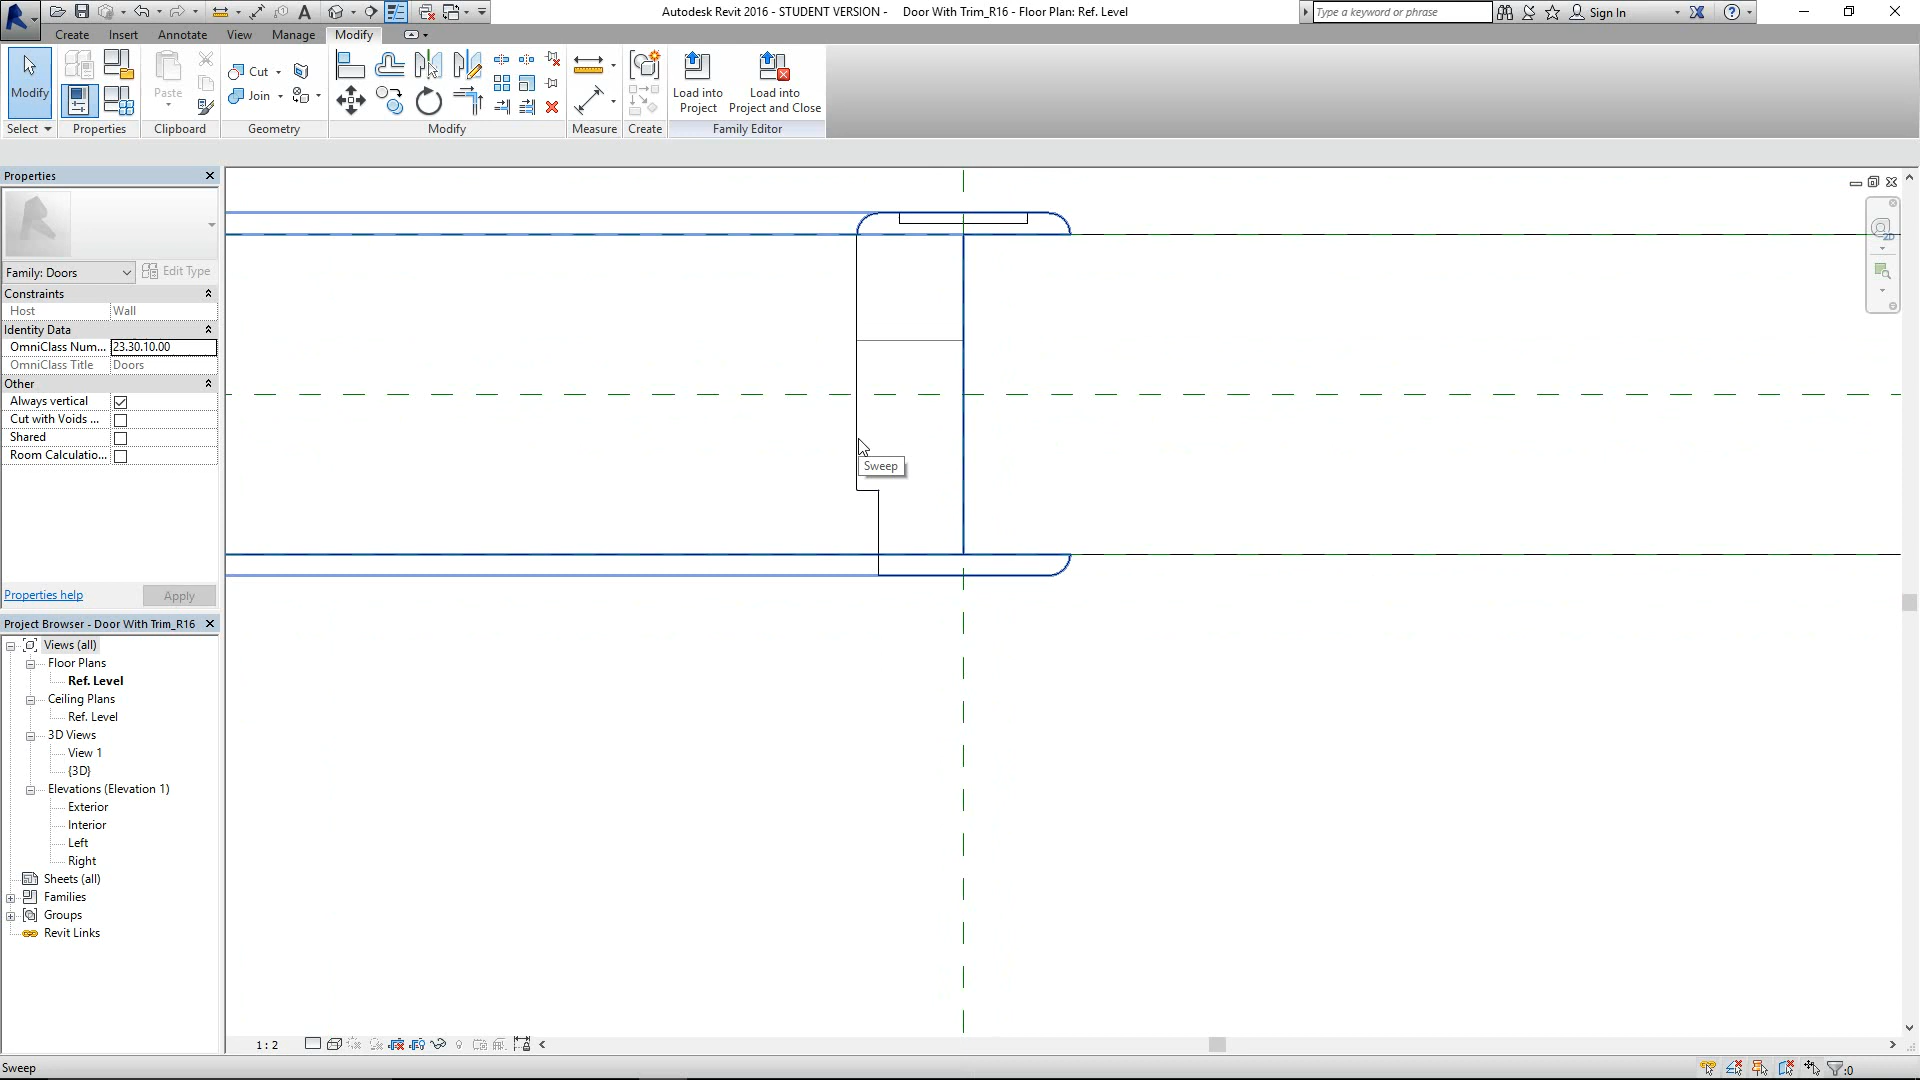 Autodesk Revit 2016 - STUDENT VERSION - Door With Trim_R16 - Floor Plan: Ref. Level
Type a keyword or phrase
Sign In
Create Insert Annotate View Manage Modify
Modify
Paste
Cut
Join
Load into Project
Load into Project and Close
Select Properties Clipboard Geometry Modify Measure Create Family Editor
Properties
Family: Doors
Edit Type
Constraints
Host Wall
Identity Data
OmniClass Num... 23.30.10.00
OmniClass Title Doors
Other
Always vertical
Cut with Voids ...
Shared
Room Calculatio...
Properties help
Apply
Project Browser - Door With Trim_R16
Views (all)
Floor Plans
Ref. Level
Ceiling Plans
Ref. Level
3D Views
View 1
{3D}
Elevations (Elevation 1)
Exterior
Interior
Left
Right
Sheets (all)
Families
Groups
Revit Links
Sweep
2D
1 : 2
Sweep
:0